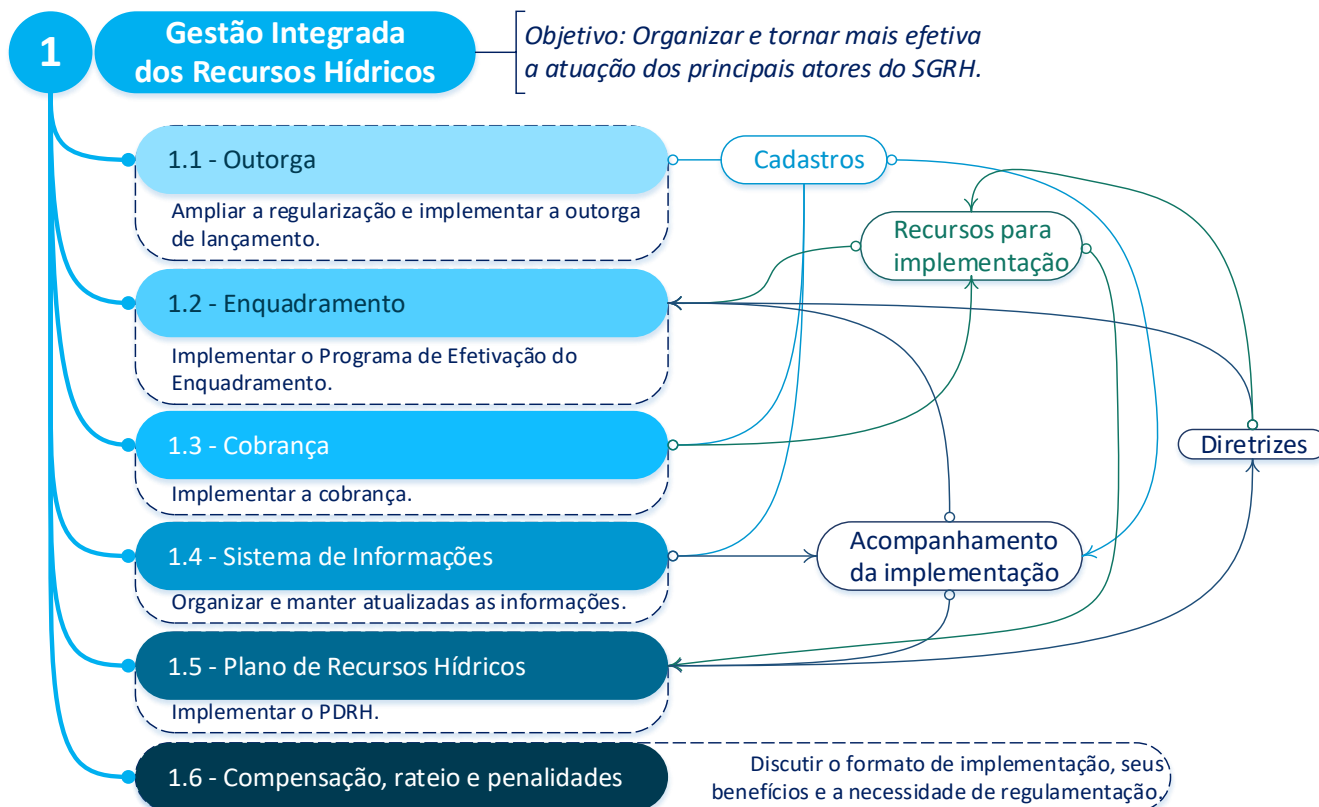 1
Gestão Integrada
dos Recursos Hídricos
Objetivo: Organizar e tornar mais efetiva
a atuação dos principais atores do SGRH.
1.1 - Outorga
Ampliar a regularização e implementar a outorga
de lançamento.
Cadastros
Recursos para
implementação
1.2 - Enquadramento
Implementar o Programa de Efetivação do
Enquadramento.
1.3 - Cobrança
Implementar a cobrança.
Diretrizes
1.4 - Sistema de Informações
Organizar e manter atualizadas as informações.
Acompanhamento
da implementação
1.5 - Plano de Recursos Hídricos
Implementar o PDRH.
1.6 - Compensação, rateio e penalidades
Discutir o formato de implementação, seus
benefícios e a necessidade de regulamentação.